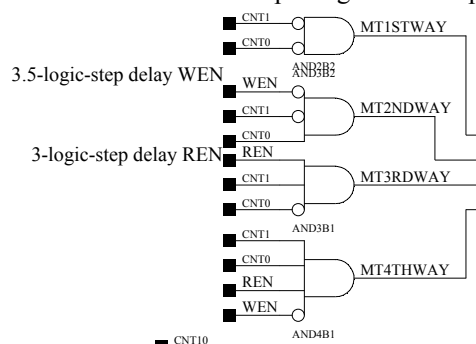 CNT1
MT1STWAY
CNT0
AND2B2
AND3B2
3.5-logic-step delay WEN
WEN
CNT1
MT2NDWAY
CNT0
3-logic-step delay REN
REN
CNT1
MT3RDWAY
CNT0
AND3B1
CNT1
CNT0
MT4THWAY
REN
WEN
AND4B1
CNT10